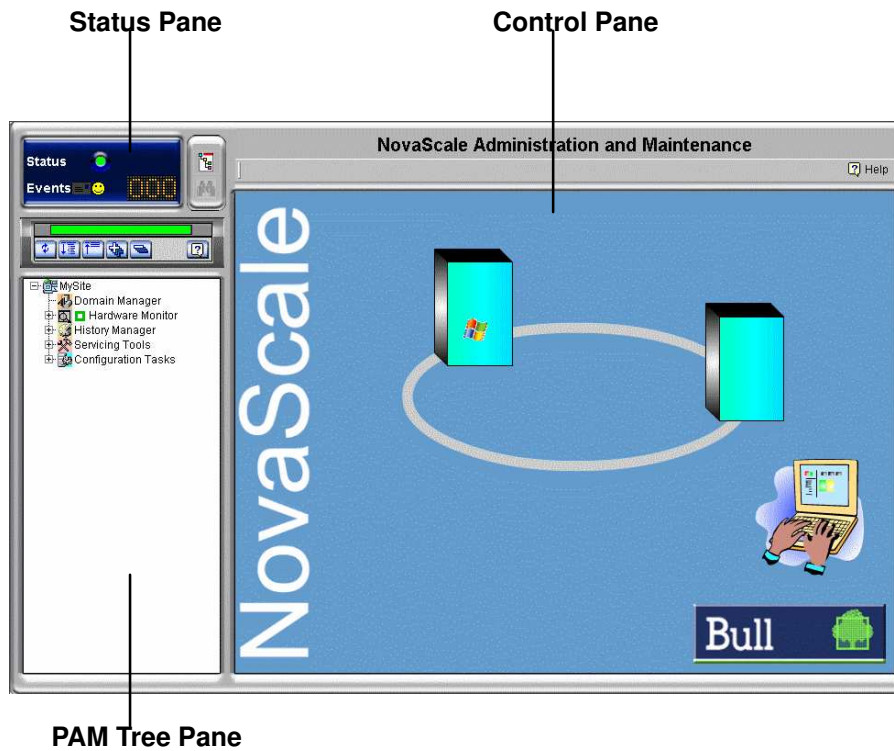 Status Pane
Control Pane
NovaScale Administration and Maintenance
Status
Events
000
Help
MySite
Domain Manager
Hardware Monitor
History Manager
Servicing Tools
Configuration Tasks
NovaScale
Bull
PAM Tree Pane